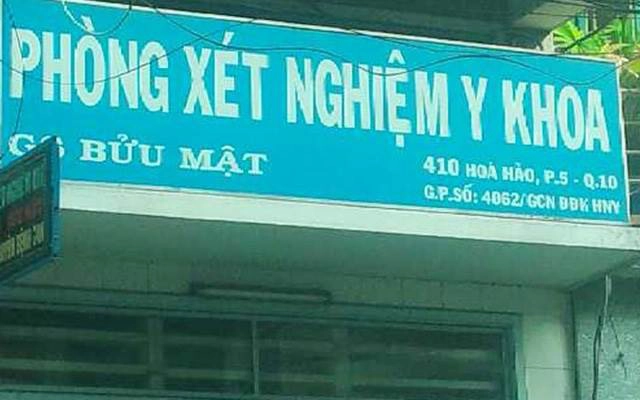 PHÒNG XÉT NGHIỆM Y KHOA
BỬU MẬT
410 HOÀ HẢO, P.5 - Q.10
G.P.SỐ: 4062/GCN ĐĐK HNY